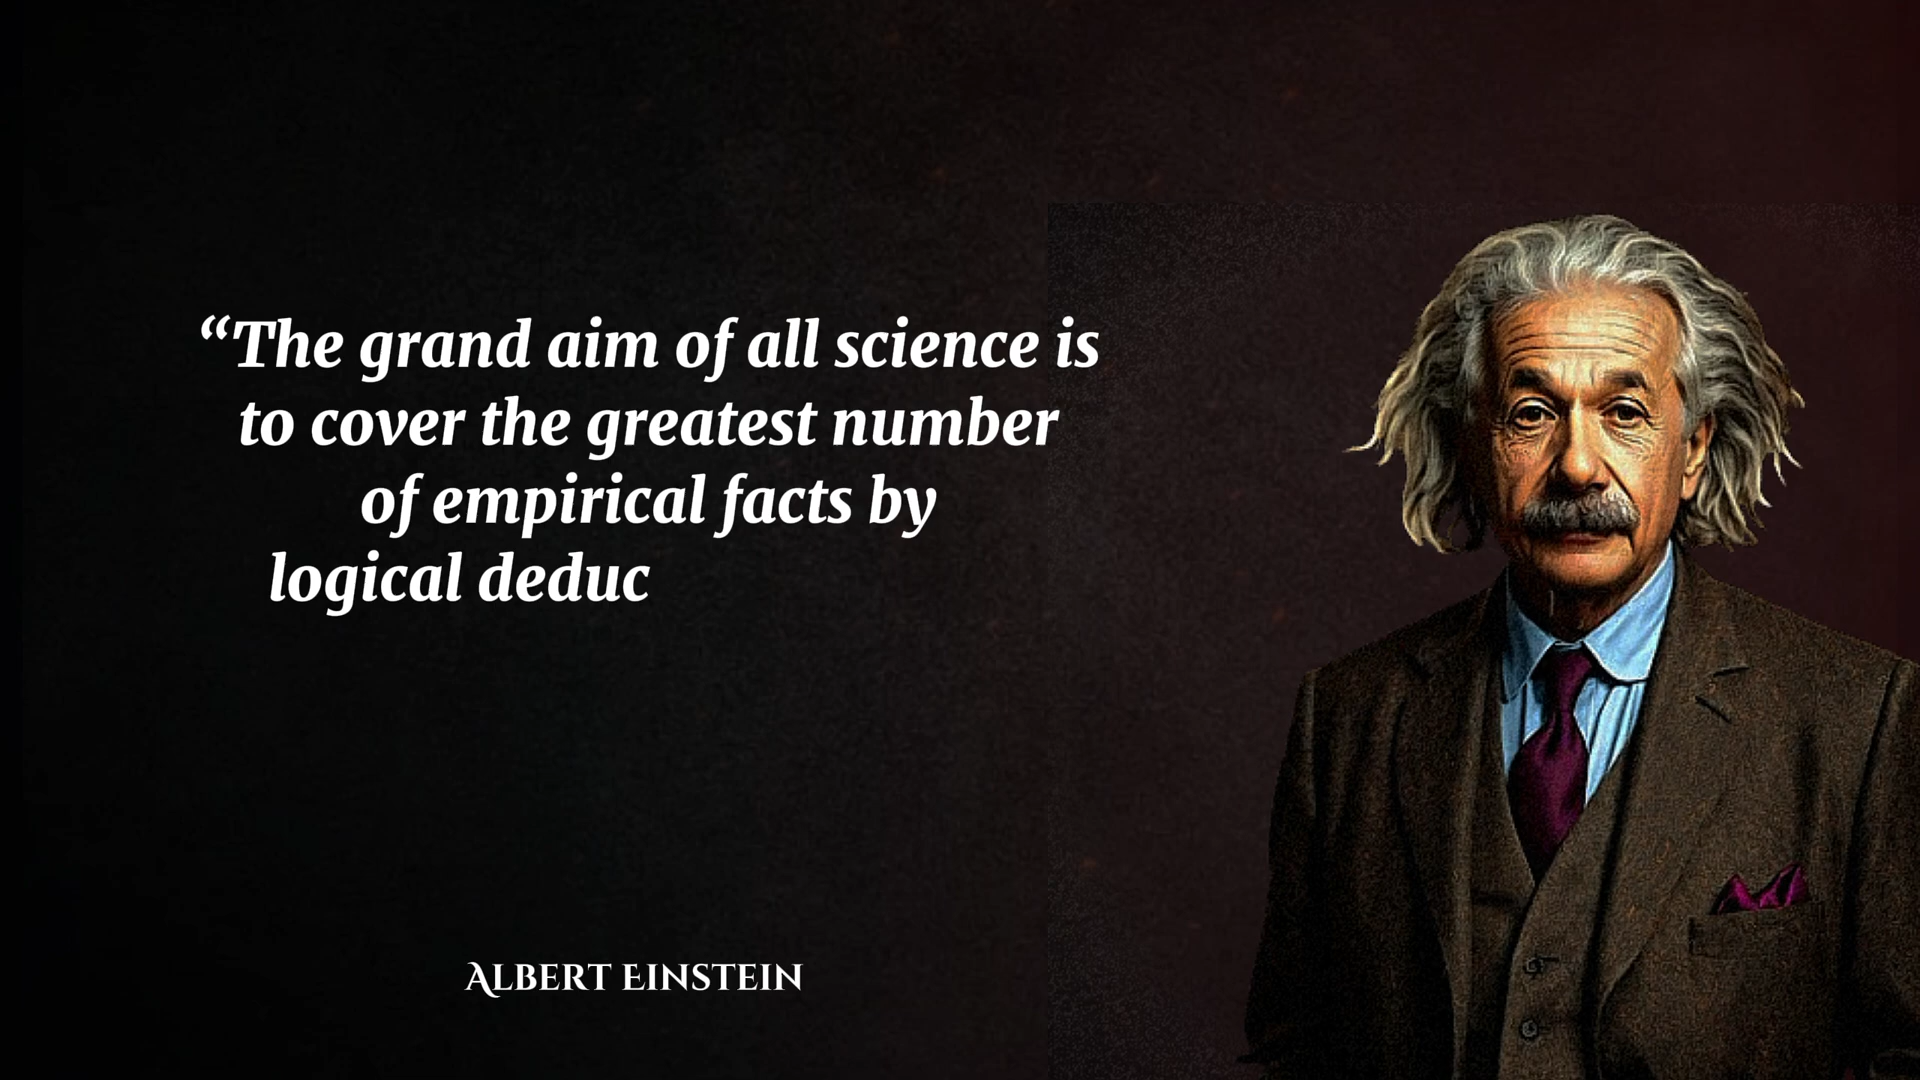 “The grand aim of all science is
to cover the greatest number
of empirical facts by
logical deduc
Albert Einstein